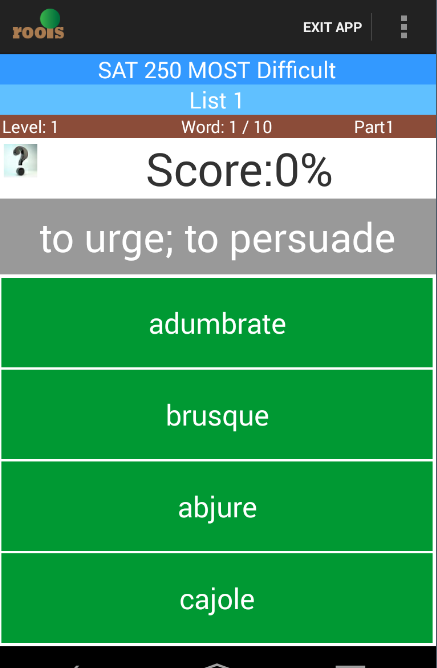 roots
EXIT APP
SAT 250 MOST Difficult
List 1
Level: 1 Word: 1 / 10 Part1
? Score:0%
to urge; to persuade
adumbrate
brusque
abjure
cajole